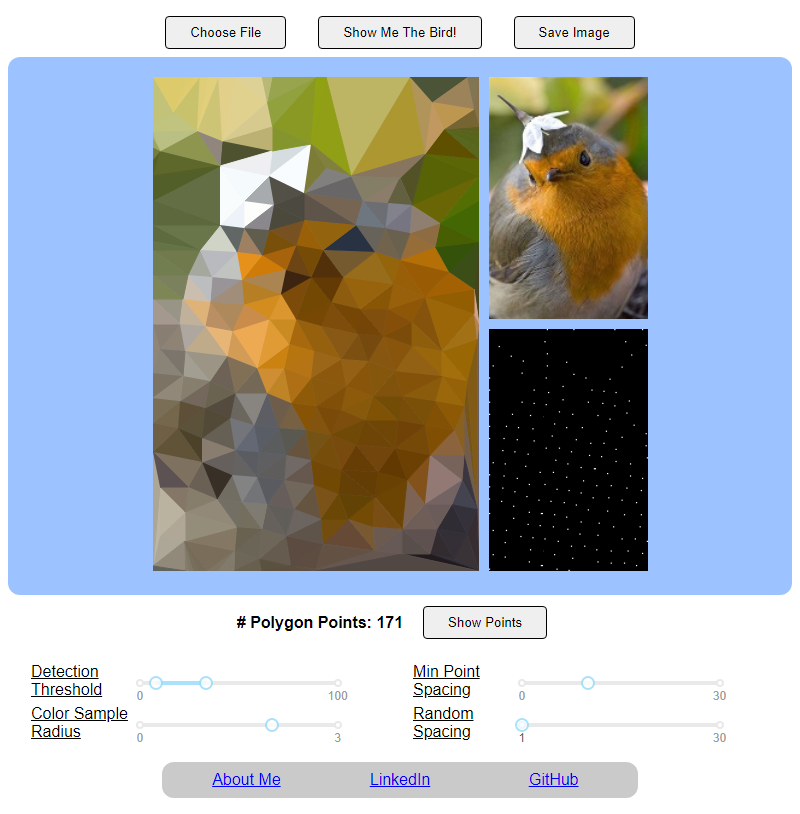 Choose File
Show Me The Bird!
Save Image
# Polygon Points: 171
Show Points
Detection
Threshold
0
100
Min Point
Spacing
0
30
Color Sample
Radius
0
3
Random
Spacing
1
30
About Me
LinkedIn
GitHub